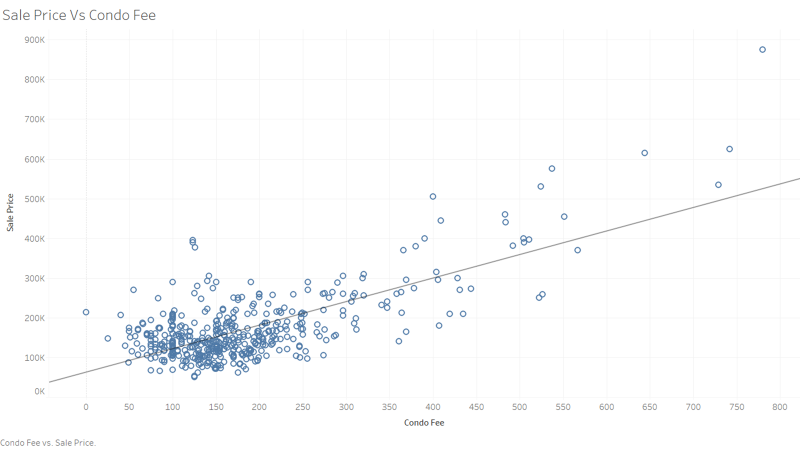 Sale Price Vs Condo Fee
900K
800K
700K
600K
500K
400K
300K
200K
100K
0K
Sale Price
0 50 100 150 200 250 300 350 400 450 500 550 600 650 700 750 800
Condo Fee
Condo Fee vs. Sale Price.